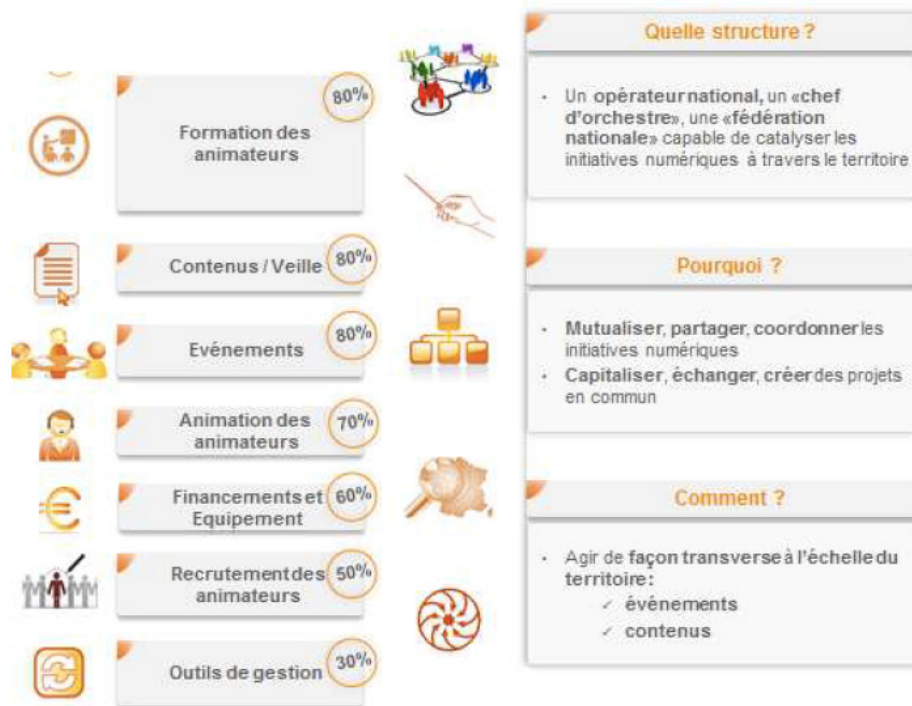 80%
Formation des
animateurs
Contenus / Veille
80%
Evénements
80%
Animation des
animateurs
70%
Financements et
Equipement
60%
Recrutement des
animateurs
50%
Outils de gestion
30%
Quelle structure ?
• Un opérateur national, un «chef
d'orchestre», une «fédération
nationale» capable de catalyser les
initiatives numériques à travers le territoire
Pourquoi ?
• Mutualiser, partager, coordonner les
initiatives numériques
• Capitaliser, échanger, créer des projets
en commun
Comment ?
• Agir de façon transverse à l'échelle du
territoire :
✓ événements
✓ contenus